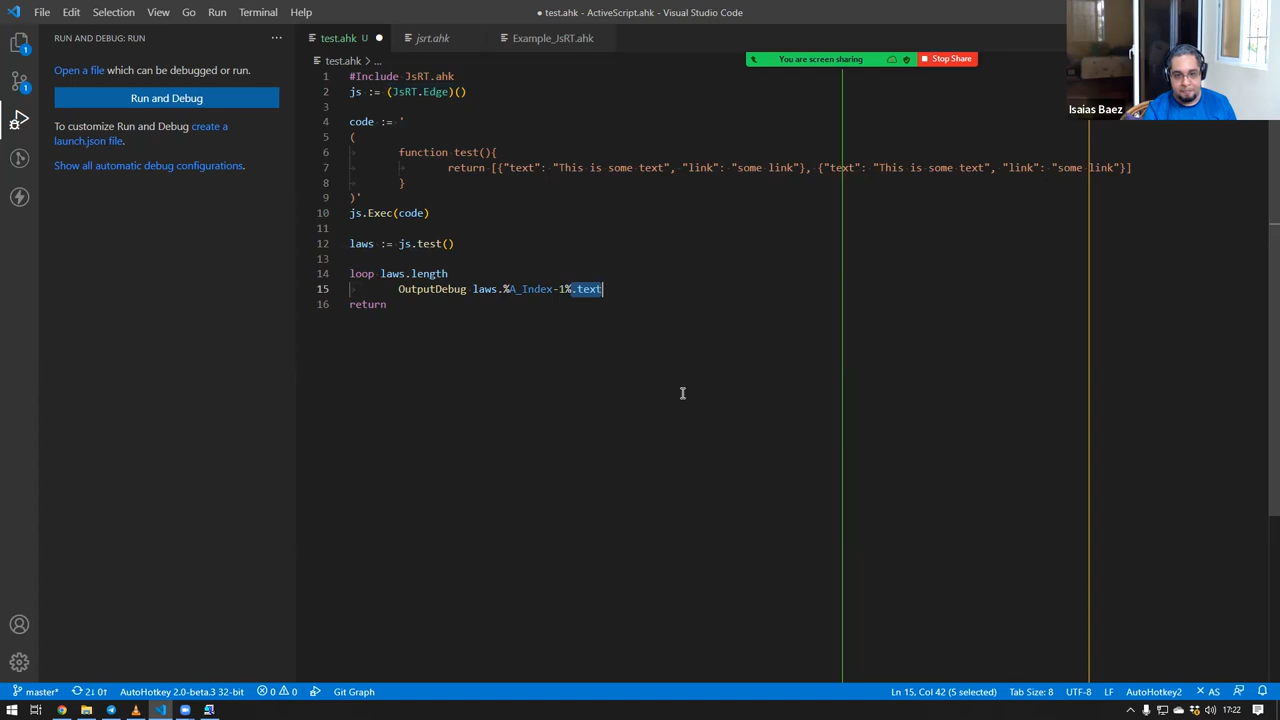 File Edit Selection View Go Run Terminal Help
● test.ahk - ActiveScript.ahk - Visual Studio Code
RUN AND DEBUG: RUN ···
test.ahk U ● jsrt.ahk Example_JsRT.ahk
You are screen sharing Stop Share
Isaias Baez
Open a file which can be debugged or run.
Run and Debug
To customize Run and Debug create a
launch.json file.
Show all automatic debug configurations.
1
1
test.ahk > ...
1 #Include JsRT.ahk
2 js := (JsRT.Edge)()
3
4 code := '
5 (
6 function test(){
7 return [{"text": "This is some text", "link": "some link"}, {"text": "This is some text", "link": "some link"}]
8 }
9 )'
10 js.Exec(code)
11
12 laws := js.test()
13
14 loop laws.length
15 OutputDebug laws.%A_Index-1%.text
16 return
master* 2↓ 0↑ AutoHotkey 2.0-beta.3 32-bit 0 0 Git Graph
Ln 15, Col 42 (5 selected) Tab Size: 8 UTF-8 LF AutoHotkey2 AS
17:22